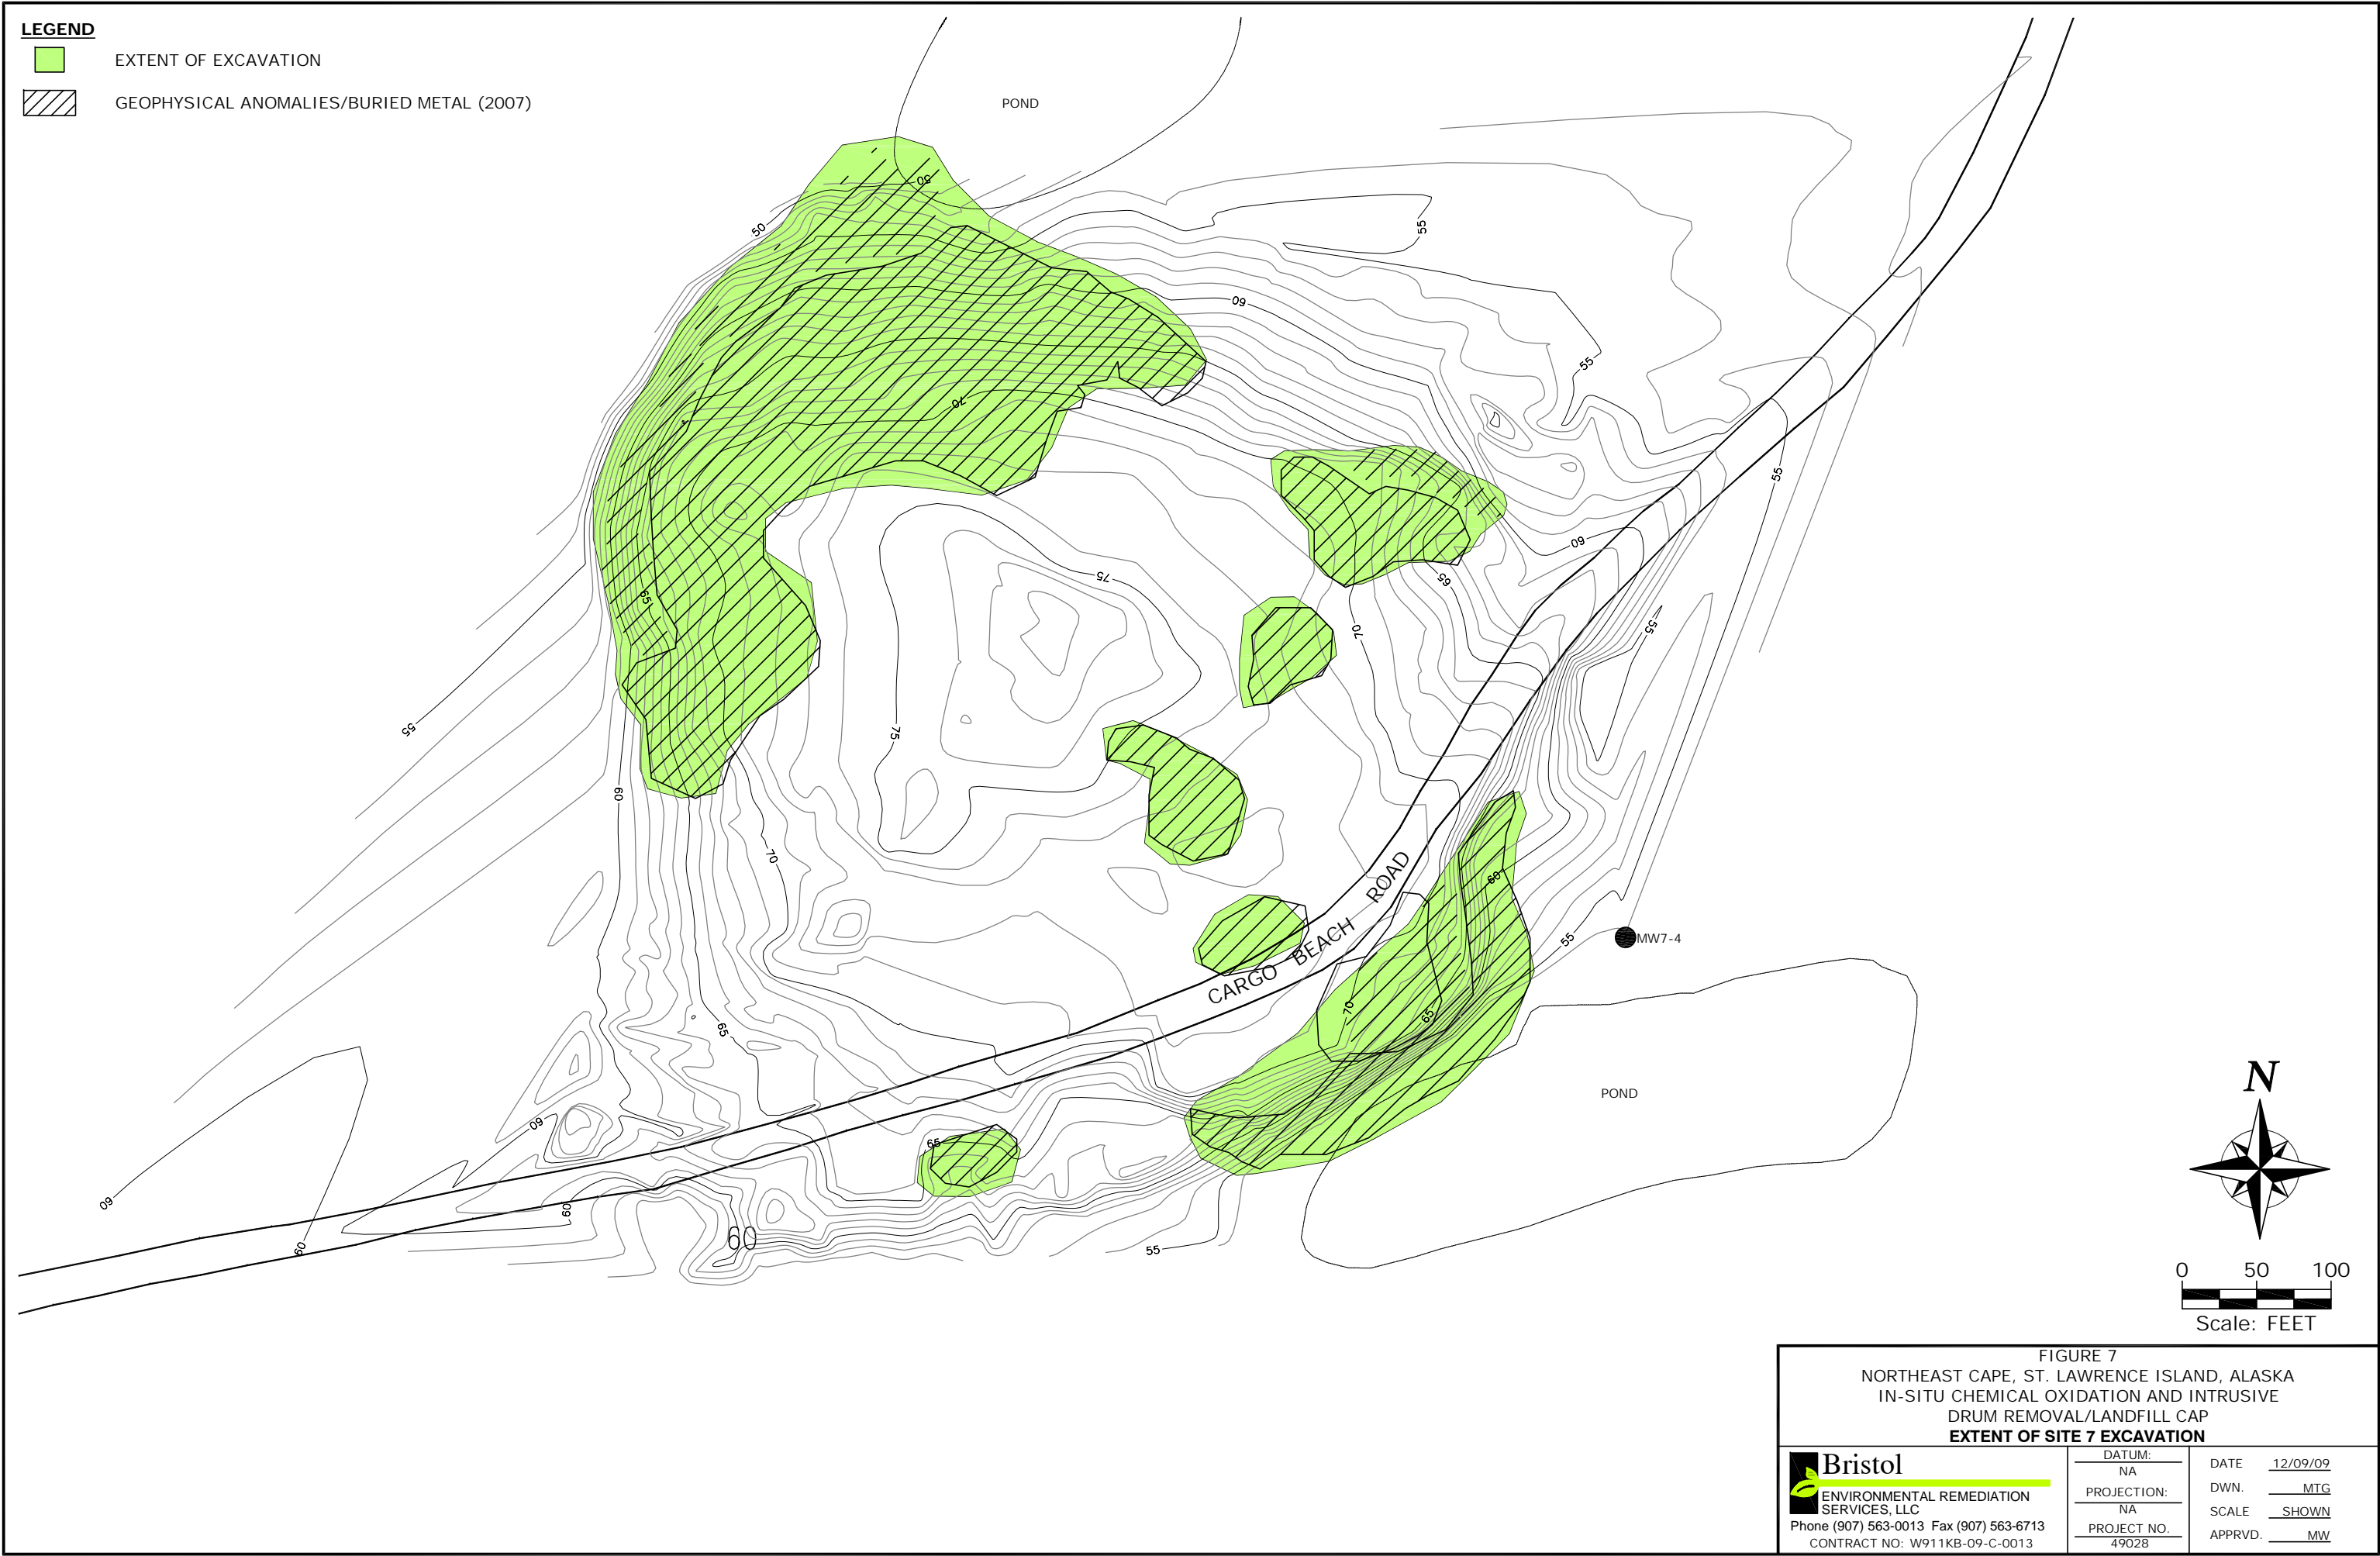 LEGEND
EXTENT OF EXCAVATION
GEOPHYSICAL ANOMALIES/BURIED METAL (2007)
POND
50
50
55
60
55
70
55
60
75
65
65
70
55
55
75
60
70
60
CARGO BEACH ROAD
55
MW7-4
70
65
65
POND
60
65
60
60
60
60
55
N
0 50 100
Scale: FEET
FIGURE 7
NORTHEAST CAPE, ST. LAWRENCE ISLAND, ALASKA
IN-SITU CHEMICAL OXIDATION AND INTRUSIVE
DRUM REMOVAL/LANDFILL CAP
EXTENT OF SITE 7 EXCAVATION
Bristol
ENVIRONMENTAL REMEDIATION
SERVICES, LLC
Phone (907) 563-0013 Fax (907) 563-6713
CONTRACT NO: W911KB-09-C-0013
DATUM:
NA
PROJECTION:
NA
PROJECT NO.
49028
DATE 12/09/09
DWN. MTG
SCALE SHOWN
APPRVD. MW